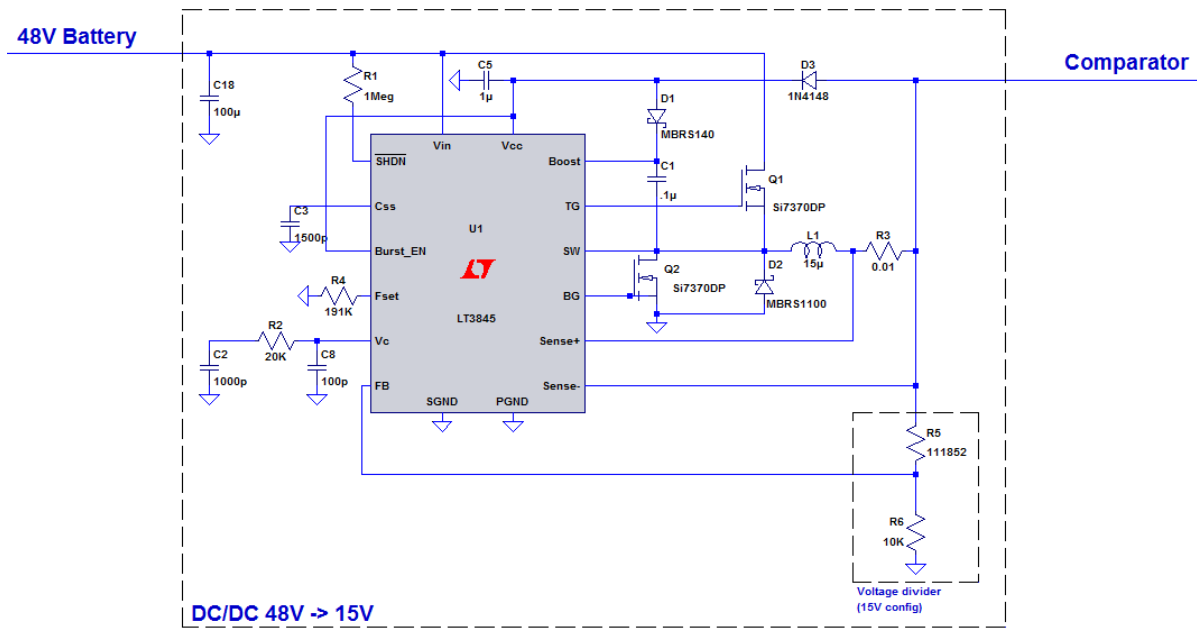 48V Battery
Comparator
C18
100µ
R1
1Meg
C5
1µ
D3
1N4148
D1
MBRS140
Vin
Vcc
SHDN
Boost
C1
.1µ
Q1
Si7370DP
Css
TG
C3
1500p
U1
Burst_EN
SW
L1
15µ
R3
0.01
Q2
Si7370DP
D2
MBRS1100
R4
191K
Fset
BG
LT3845
R2
20K
Vc
Sense+
C2
1000p
C8
100p
FB
Sense-
SGND
PGND
R5
111852
R6
10K
Voltage divider
(15V config)
DC/DC 48V -> 15V